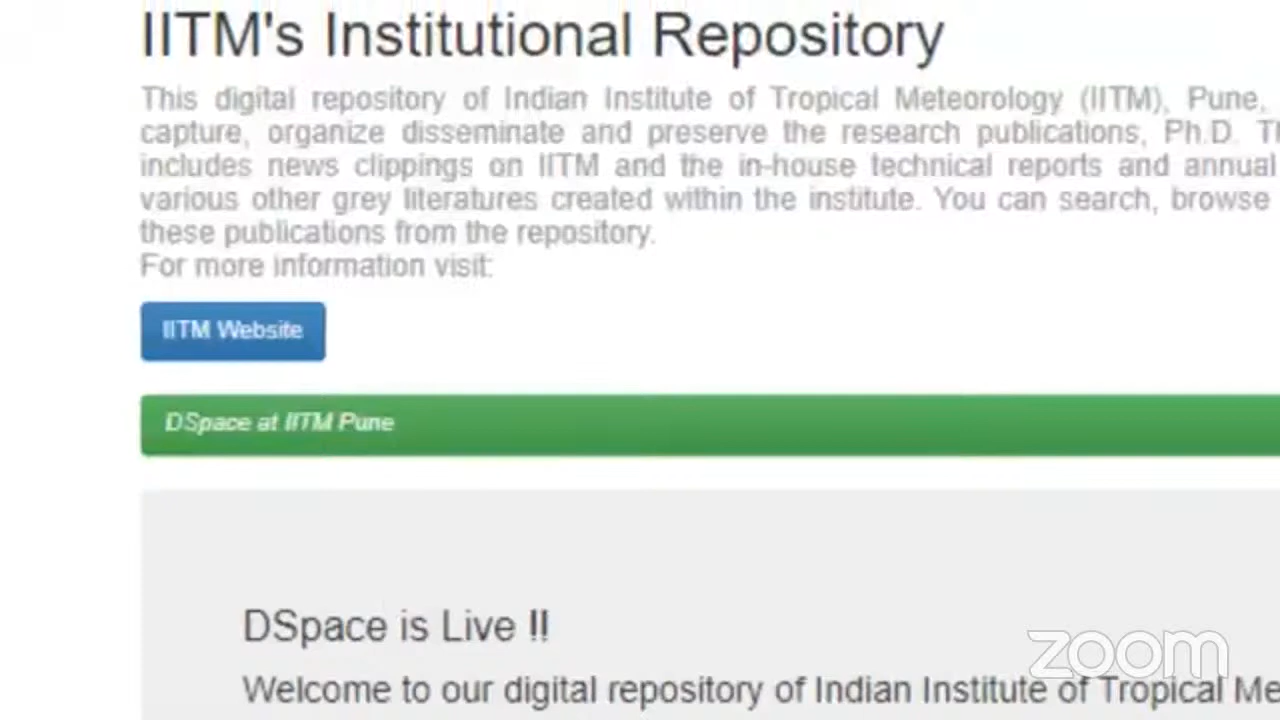 IITM's Institutional Repository
This digital repository of Indian Institute of Tropical Meteorology (IITM), Pune,
capture, organize disseminate and preserve the research publications, Ph.D.
includes news clippings on IITM and the in-house technical reports and annual
various other grey literatures created within the institute. You can search, browse
these publications from the repository.
For more information visit:
IITM Website
DSpace at IITM Pune
DSpace is Live !!
Welcome to our digital repository of Indian Institute of Tropical
zoom